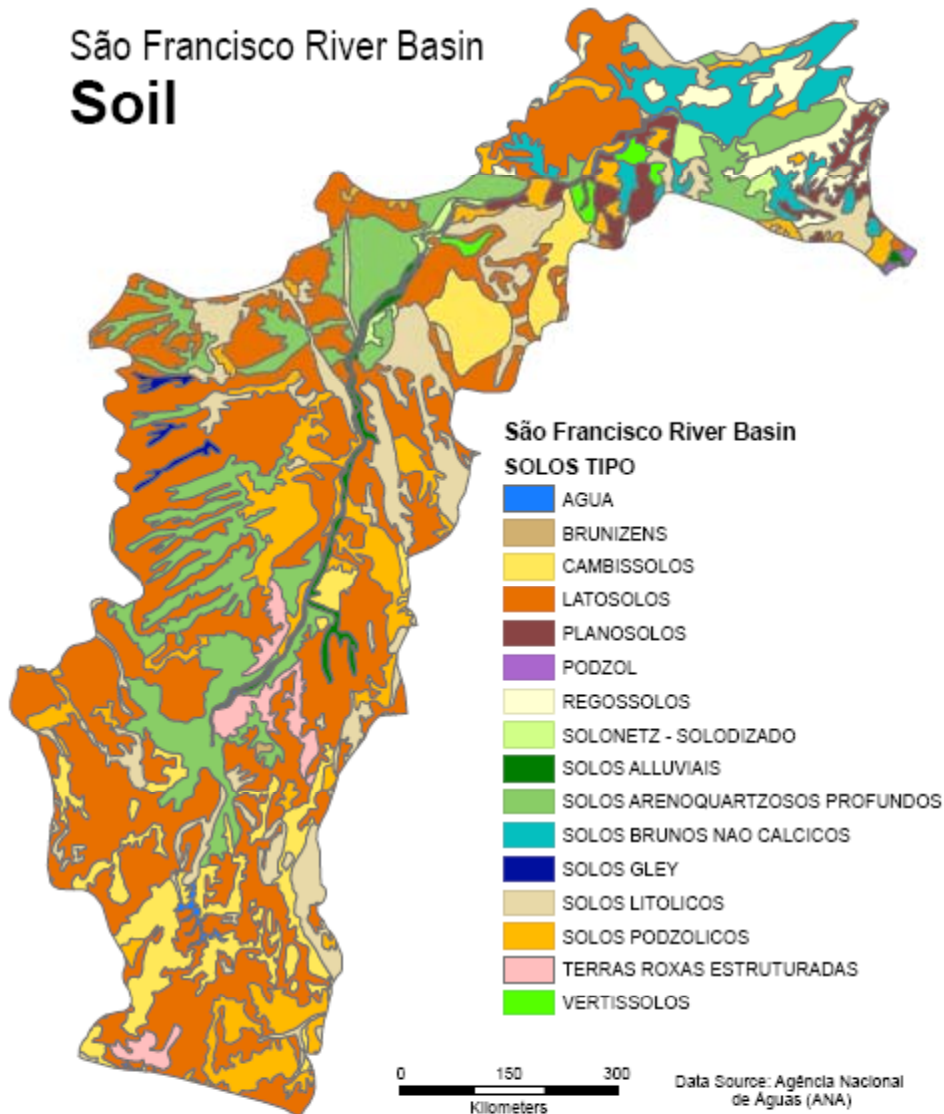 São Francisco River Basin
Soil
São Francisco River Basin
SOLOS TIPO
AGUA
BRUNIZENS
CAMBISSOLOS
LATOSOLOS
PLANOSOLOS
PODZOL
REGOSSOLOS
SOLONETZ - SOLODIZADO
SOLOS ALLUVIAIS
SOLOS ARENOQUARTZOSOS PROFUNDOS
SOLOS BRUNOS NAO CALCICOS
SOLOS GLEY
SOLOS LITOLICOS
SOLOS PODZOLICOS
TERRAS ROXAS ESTRUTURADAS
VERTISSOLOS
0 150 300
Kilometers
Data Source: Agência Nacional
de Águas (ANA)